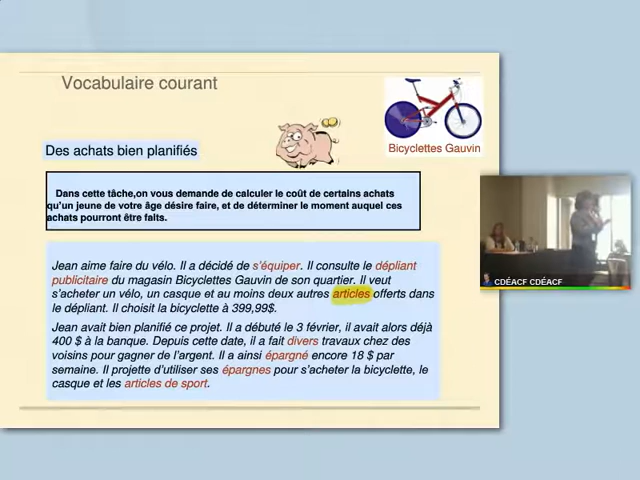 Vocabulaire courant
Bicyclettes Gauvin
Des achats bien planifiés
Dans cette tâche,on vous demande de calculer le coût de certains achats
qu'un jeune de votre âge désire faire, et de déterminer le moment auquel ces
achats pourront être faits.
Jean aime faire du vélo. Il a décidé de s'équiper. Il consulte le dépliant
publicitaire du magasin Bicyclettes Gauvin de son quartier. Il veut
s'acheter un vélo, un casque et au moins deux autres articles offerts dans
le dépliant. Il choisit la bicyclette à 399,99$.
Jean avait bien planifié ce projet. Il a débuté le 3 février, il avait alors déjà
400 $ à la banque. Depuis cette date, il a fait divers travaux chez des
voisins pour gagner de l'argent. Il a ainsi épargné encore 18 $ par
semaine. Il projette d'utiliser ses épargnes pour s'acheter la bicyclette, le
casque et les articles de sport.
CDÉACF CDÉACF